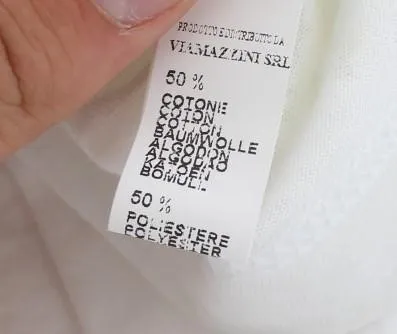 PRODOTTO E DISTRIBUITO DA
VIAMAZZINI SRL
50 %
COTONE
COTON
COTTON
BAUMWOLLE
ALGODON
ALGODAO
KATOEN
BOMULL
50 %
POLIESTERE
POLYESTER